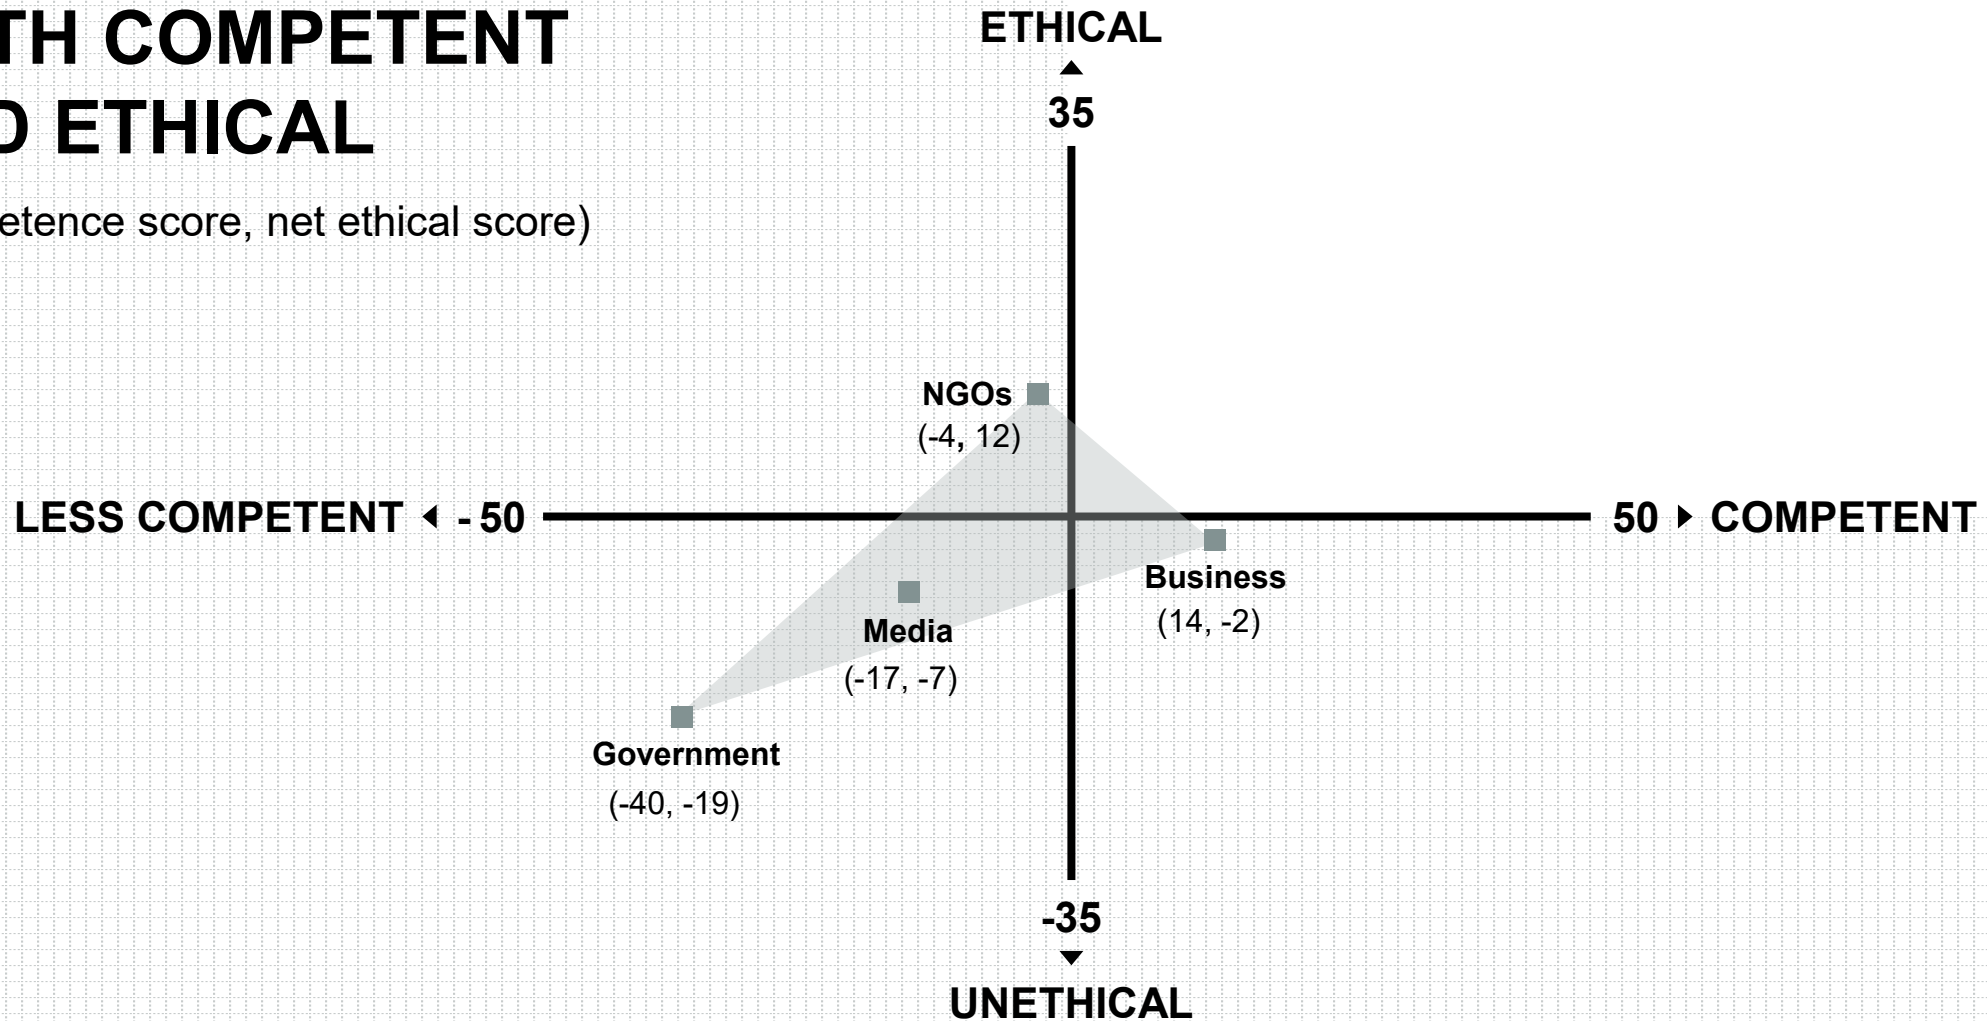 TH COMPETENT
D ETHICAL
etence score, net ethical score)
ETHICAL
35
NGOs
(-4, 12)
LESS COMPETENT
- 50
50
COMPETENT
Business
(14, -2)
Media
(-17, -7)
Government
(-40, -19)
-35
UNETHICAL